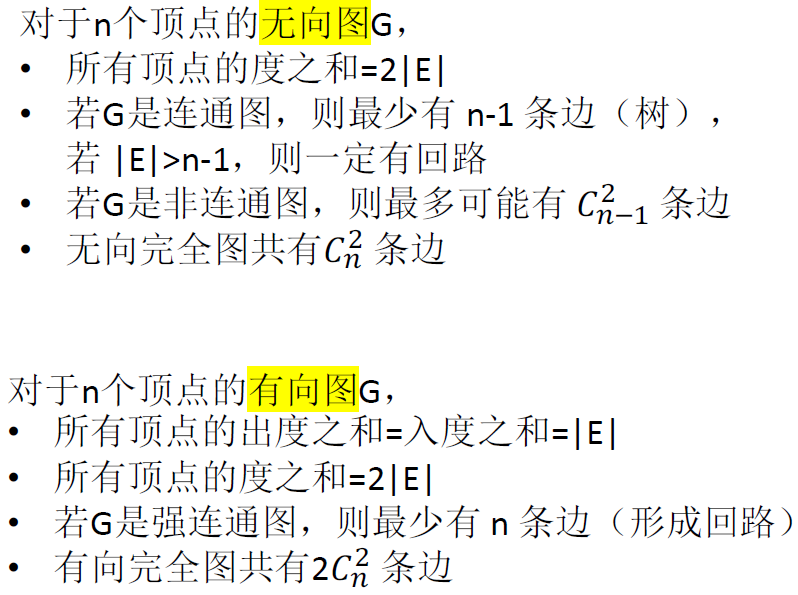 对于n个顶点的无向图G，
• 所有顶点的度之和=2|E|
• 若G是连通图，则最少有 n-1 条边（树），
若 |E|>n-1，则一定有回路
• 若G是非连通图，则最多可能有 $C_{n-1}^{2}$ 条边
• 无向完全图共有$C_{n}^{2}$ 条边
对于n个顶点的有向图G，
• 所有顶点的出度之和=入度之和=|E|
• 所有顶点的度之和=2|E|
• 若G是强连通图，则最少有 n 条边（形成回路）
• 有向完全图共有$2C_{n}^{2}$ 条边